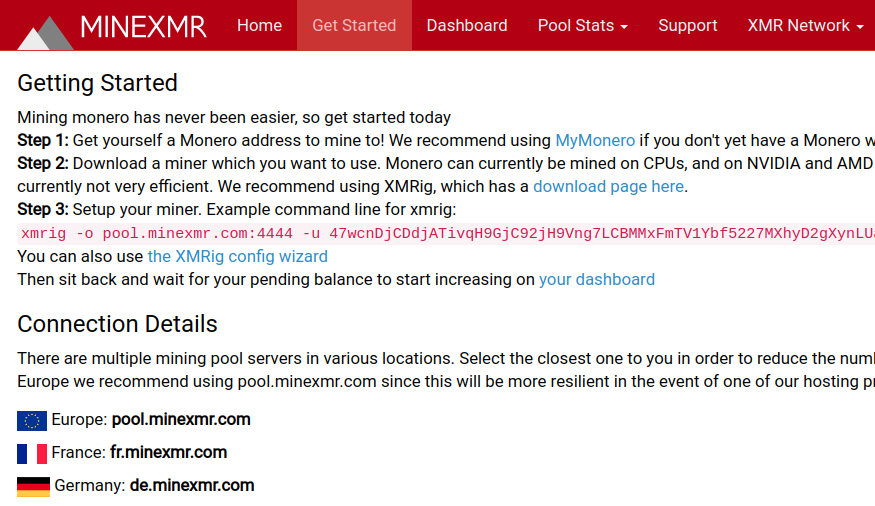 MINEXMR Home Get Started Dashboard Pool Stats Support XMR Network
Getting Started
Mining monero has never been easier, so get started today
Step 1: Get yourself a Monero address to mine to! We recommend using MyMonero if you don't yet have a Monero w
Step 2: Download a miner which you want to use. Monero can currently be mined on CPUs, and on NVIDIA and AMD
currently not very efficient. We recommend using XMRig, which has a download page here.
Step 3: Setup your miner. Example command line for xmrig:
xmrig -o pool.minexmr.com:4444 -u 47wcnDjCDdjATivqH9GjC92jH9Vng7LCBMMxFmTV1Ybf5227MXhyD2gXynLU
You can also use the XMRig config wizard
Then sit back and wait for your pending balance to start increasing on your dashboard
Connection Details
There are multiple mining pool servers in various locations. Select the closest one to you in order to reduce the num
Europe we recommend using pool.minexmr.com since this will be more resilient in the event of one of our hosting p
Europe: pool.minexmr.com
France: fr.minexmr.com
Germany: de.minexmr.com